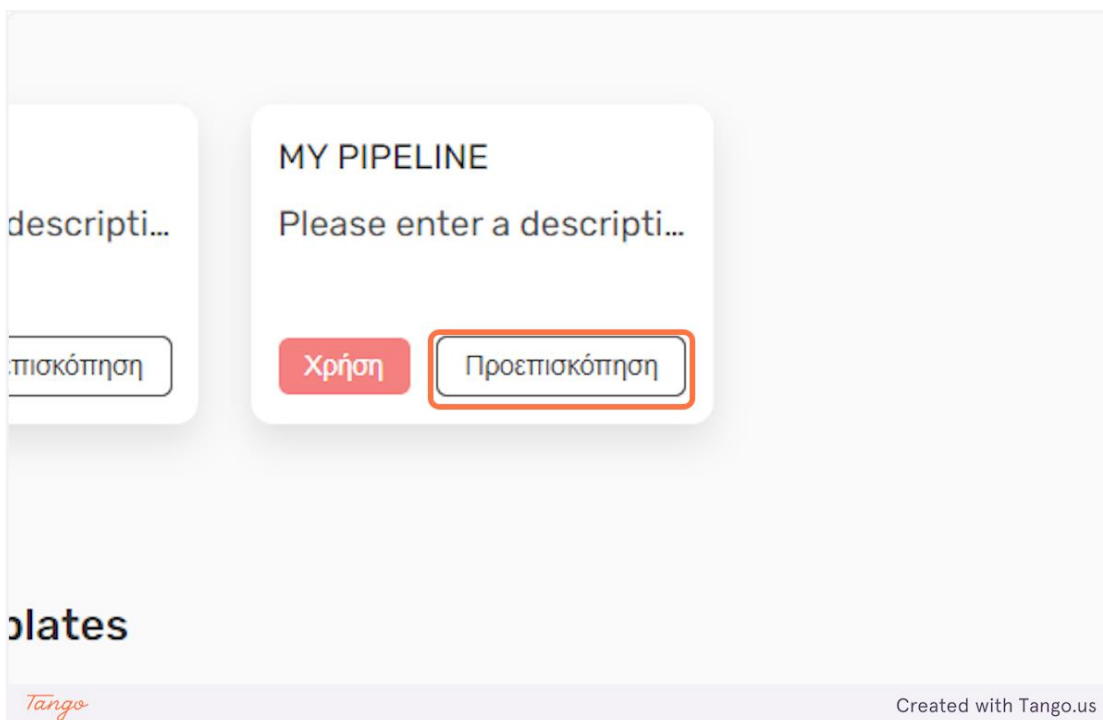 MY PIPELINE
descripti...
Please enter a descripti...
πισκόπηση
Χρήση
Προεπισκόπηση
plates
Tango
Created with Tango.us